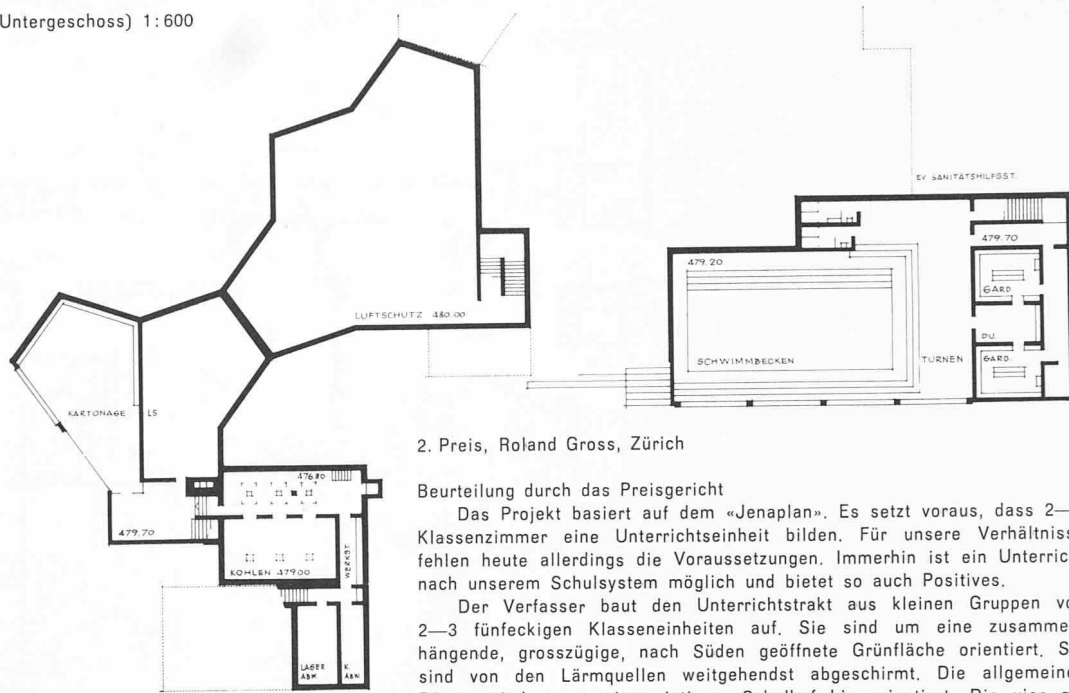 Untergeschoss) 1:600
EV SANITÄTSHILFSST.
479.70
479.20
GARD
LUFTSCHUTZ 480.00
DU.
SCHWIMMBECKEN
TURNEN
GARD.
KARTONAGE
LS
2. Preis, Roland Gross, Zürich
476.80
Beurteilung durch das Preisgericht
479.70
Das Projekt basiert auf dem «Jenaplan». Es setzt voraus, dass 2—
Klassenzimmer eine Unterrichtseinheit bilden. Für unsere Verhältniss
KOHLEN 479.00
WERKST.
fehlen heute allerdings die Voraussetzungen. Immerhin ist ein Unterric
nach unserem Schulsystem möglich und bietet so auch Positives.
Der Verfasser baut den Unterrichtstrakt aus kleinen Gruppen vo
2—3 fünfeckigen Klasseneinheiten auf. Sie sind um eine zusamme
hängende, grosszügige, nach Süden geöffnete Grünfläche orientiert. S
LAGER
ABW.
K.
ABW
sind von den Lärmquellen weitgehendst abgeschirmt. Die allgemein